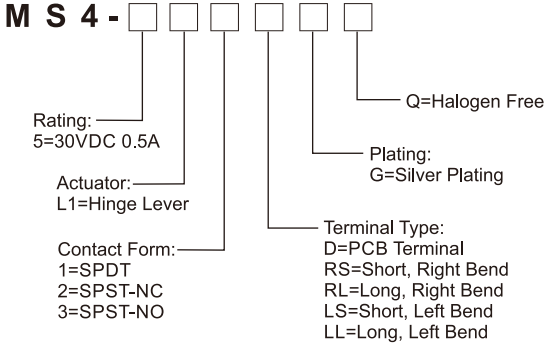 MS4-
Q=Halogen Free
Rating:
5=30VDC 0.5A
Plating:
G=Silver Plating
Actuator:
L1=Hinge Lever
Terminal Type:
D=PCB Terminal
RS=Short, Right Bend
RL=Long, Right Bend
LS=Short, Left Bend
LL=Long, Left Bend
Contact Form:
1=SPDT
2=SPST-NC
3=SPST-NO